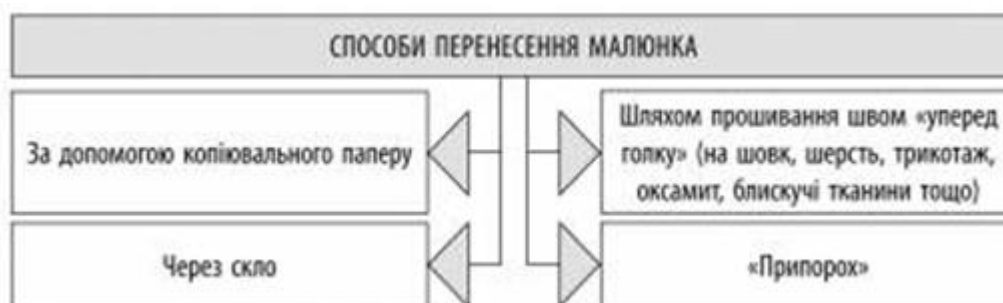 СПОСОБИ ПЕРЕНЕСЕННЯ МАЛЮНКА
За допомогою копіювального паперу
Шляхом прошивання швом «уперед
голку» (на шовк, шерсть, трикотаж,
оксамит, блискучі тканини тощо)
Через скло
«Припорох»